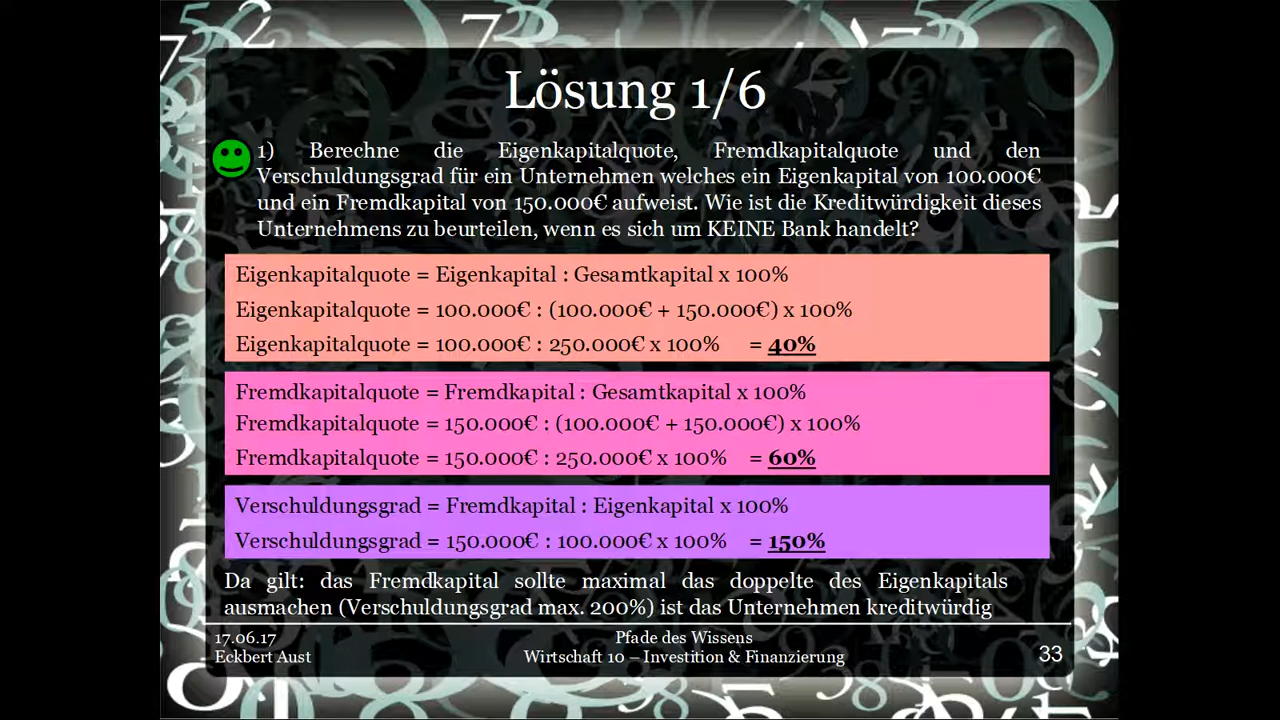 Lösung 1/6
1) Berechne die Eigenkapitalquote, Fremdkapitalquote und den
Verschuldungsgrad für ein Unternehmen welches ein Eigenkapital von 100.000€
und ein Fremdkapital von 150.000€ aufweist. Wie ist die Kreditwürdigkeit dieses
Unternehmens zu beurteilen, wenn es sich um KEINE Bank handelt?
Eigenkapitalquote = Eigenkapital : Gesamtkapital x 100%
Eigenkapitalquote = 100.000€ : (100.000€ + 150.000€) x 100%
Eigenkapitalquote = 100.000€ : 250.000€ x 100% = 40%
Fremdkapitalquote = Fremdkapital : Gesamtkapital x 100%
Fremdkapitalquote = 150.000€ : (100.000€ + 150.000€) x 100%
Fremdkapitalquote = 150.000€ : 250.000€ x 100% = 60%
Verschuldungsgrad = Fremdkapital : Eigenkapital x 100%
Verschuldungsgrad = 150.000€ : 100.000€ x 100% = 150%
Da gilt: das Fremdkapital sollte maximal das doppelte des Eigenkapitals
ausmachen (Verschuldungsgrad max. 200%) ist das Unternehmen kreditwürdig
17.06.17
Eckbert Aust
Pfade des Wissens
Wirtschaft 10 – Investition & Finanzierung
33